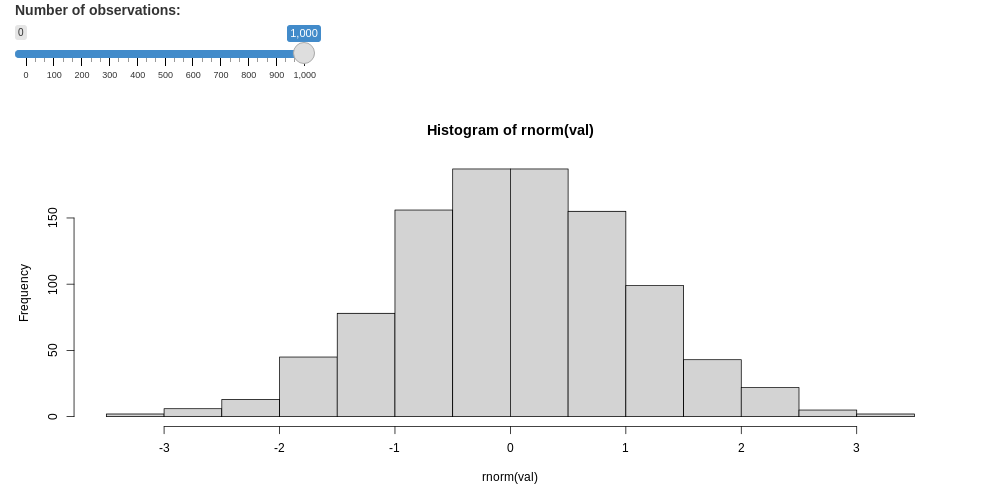 Number of observations:
0 1,000
0 100 200 300 400 500 600 700 800 900 1,000
Histogram of rnorm(val)
Frequency
150
100
50
0
-3 -2 -1 0 1 2 3
rnorm(val)